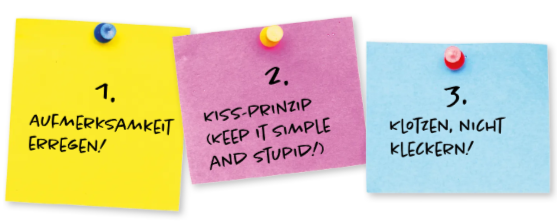 1.
AUFMERKSAMKEIT
ERREGEN!
2.
KISS-PRINZIP
(KEEP IT SIMPLE
AND STUPID!)
3.
KLOTZEN, NICHT
KLECKERN!